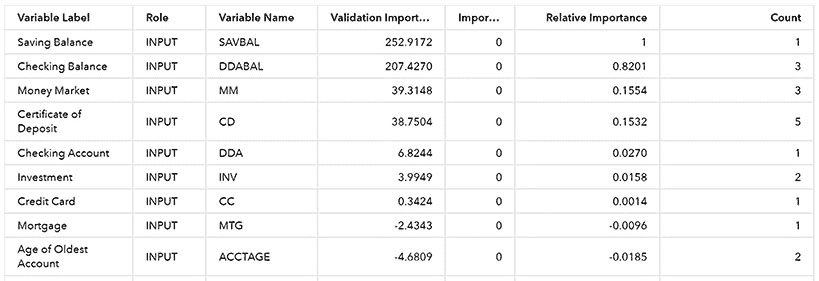 Variable Label Role Variable Name Validation Import... Impor... Relative Importance Count
Saving Balance INPUT SAVBAL 252.9172 0 1 1
Checking Balance INPUT DDABAL 207.4270 0 0.8201 3
Money Market INPUT MM 39.3148 0 0.1554 3
Certificate of
Deposit INPUT CD 38.7504 0 0.1532 5
Checking Account INPUT DDA 6.8244 0 0.0270 1
Investment INPUT INV 3.9949 0 0.0158 2
Credit Card INPUT CC 0.3424 0 0.0014 1
Mortgage INPUT MTG -2.4343 0 -0.0096 1
Age of Oldest
Account INPUT ACCTAGE -4.6809 0 -0.0185 2